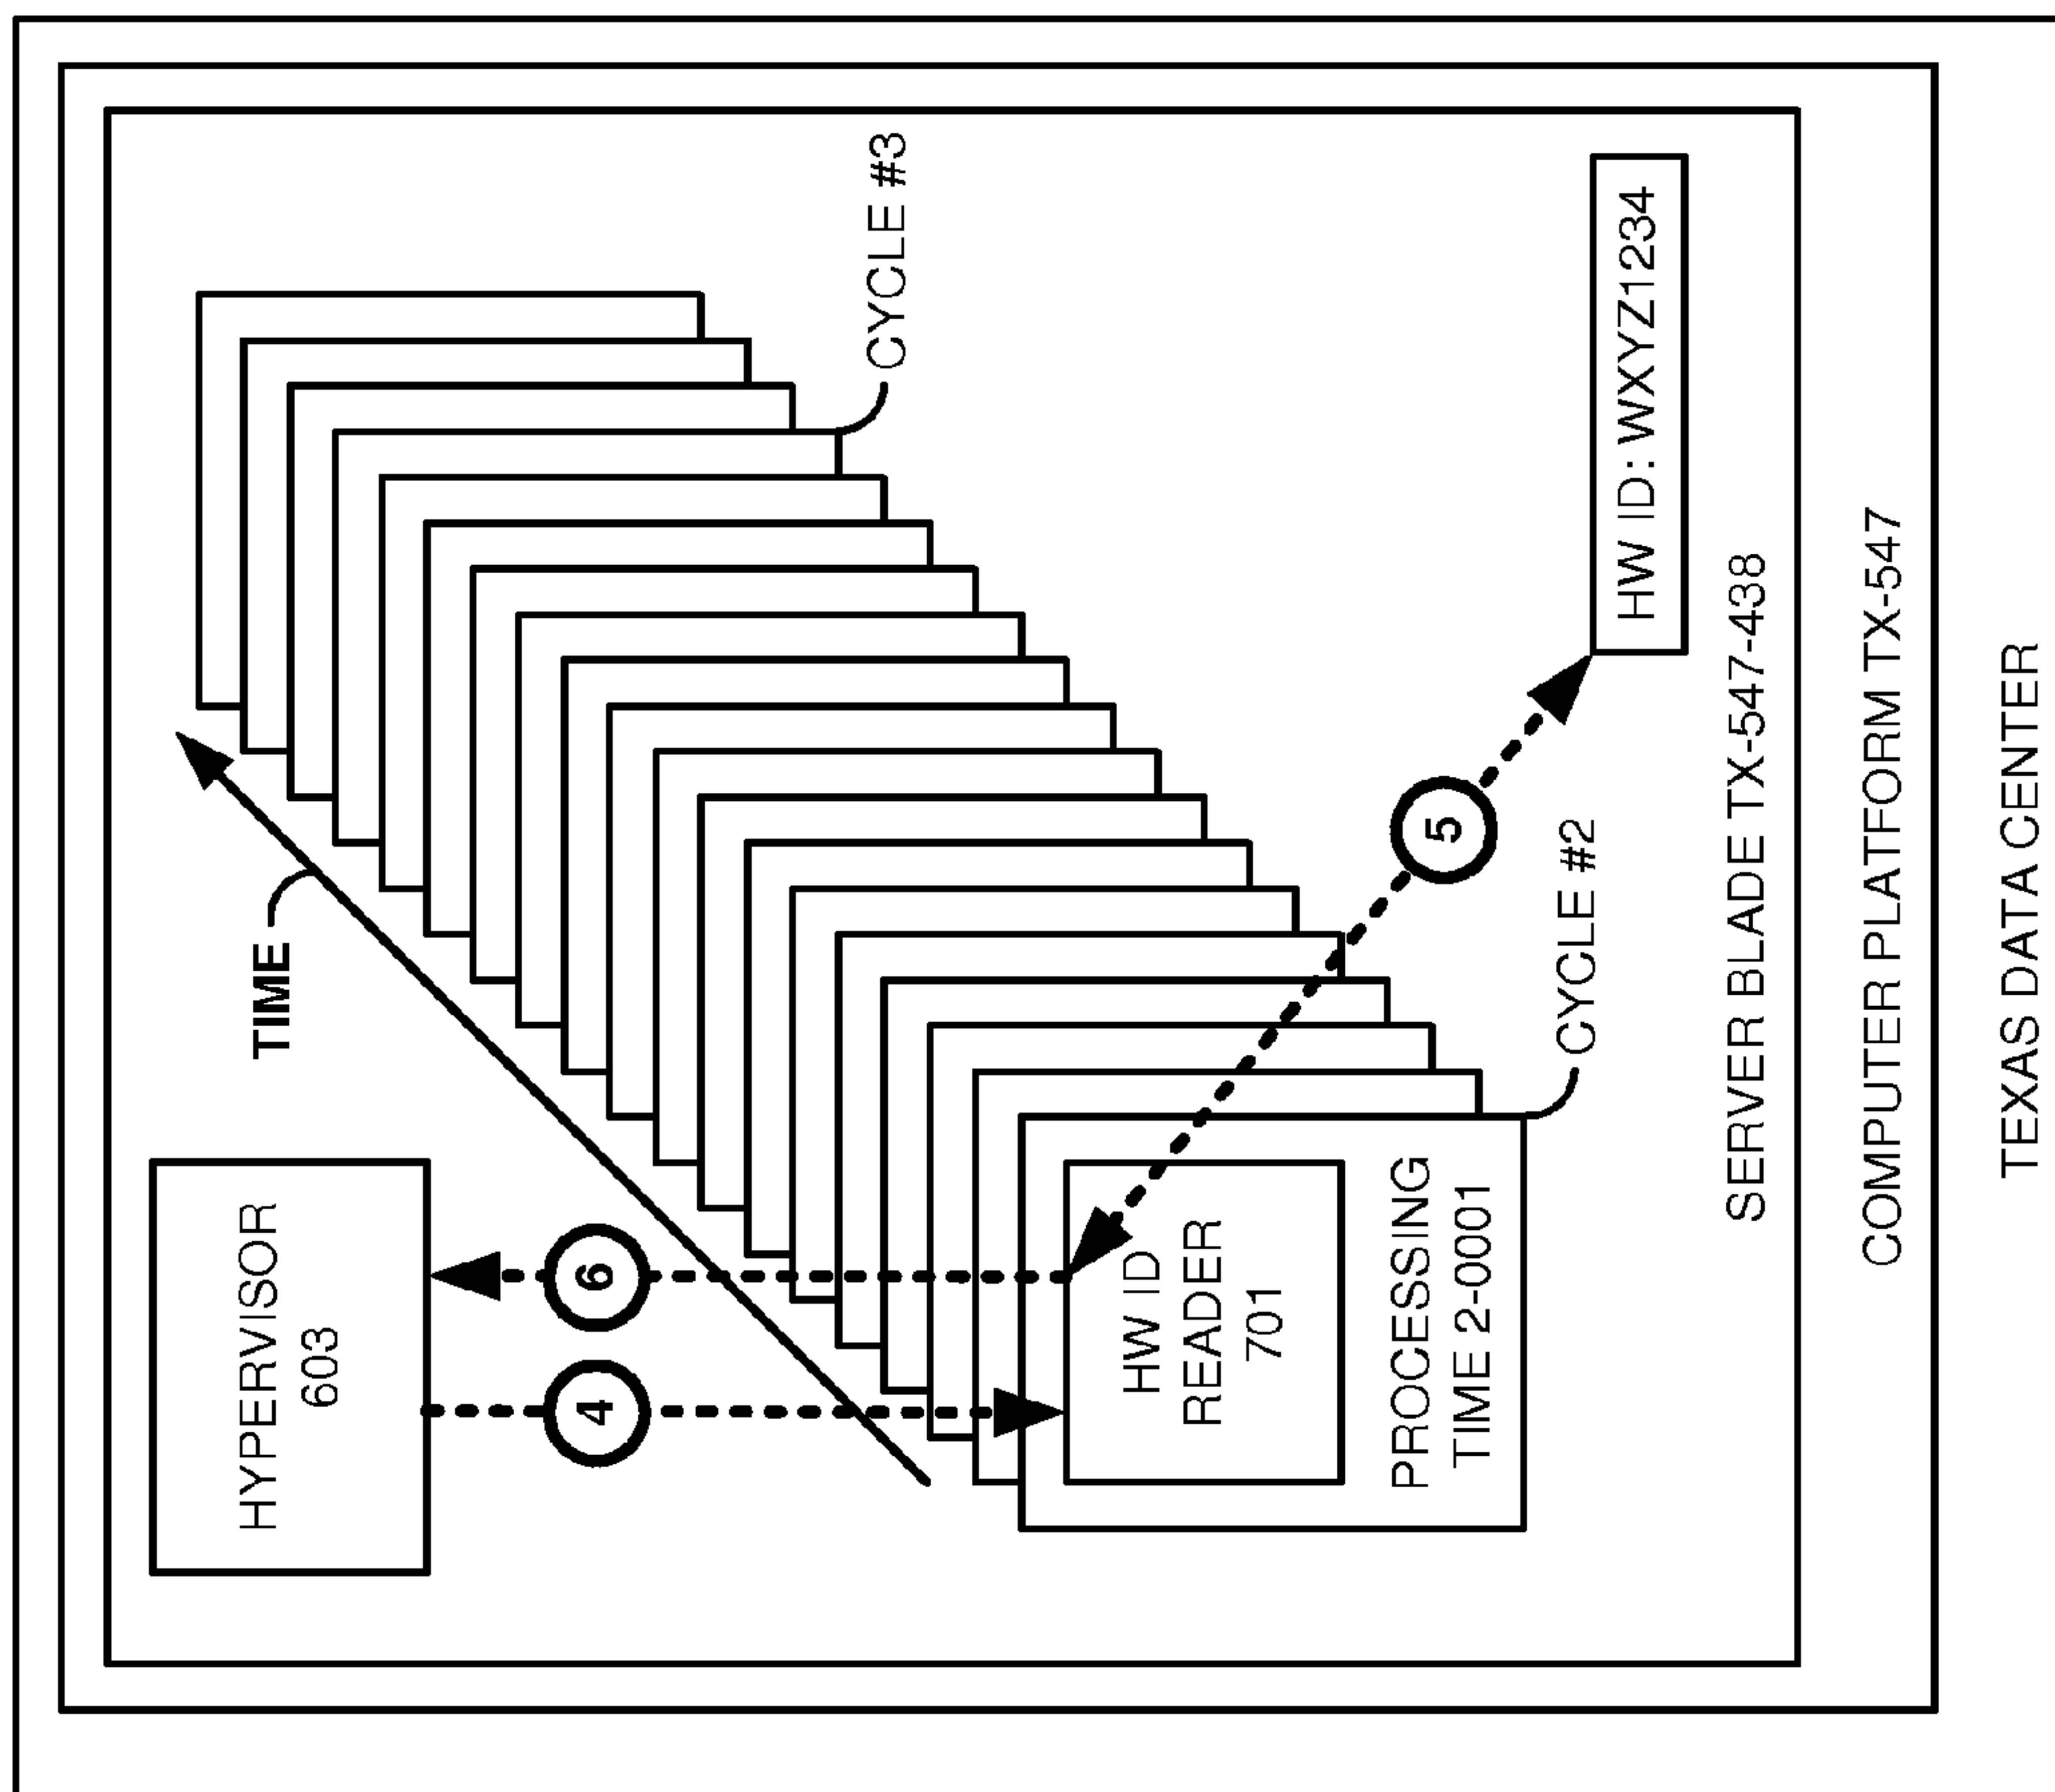 HYPERVISOR
603
TIME
4
6
CYCLE #3
HW ID
READER
701
PROCESSING
TIME 2-0001
5
CYCLE #2
HW ID: WXYZ1234
SERVER BLADE TX-547-438
COMPUTER PLATFORM TX-547
TEXAS DATA CENTER